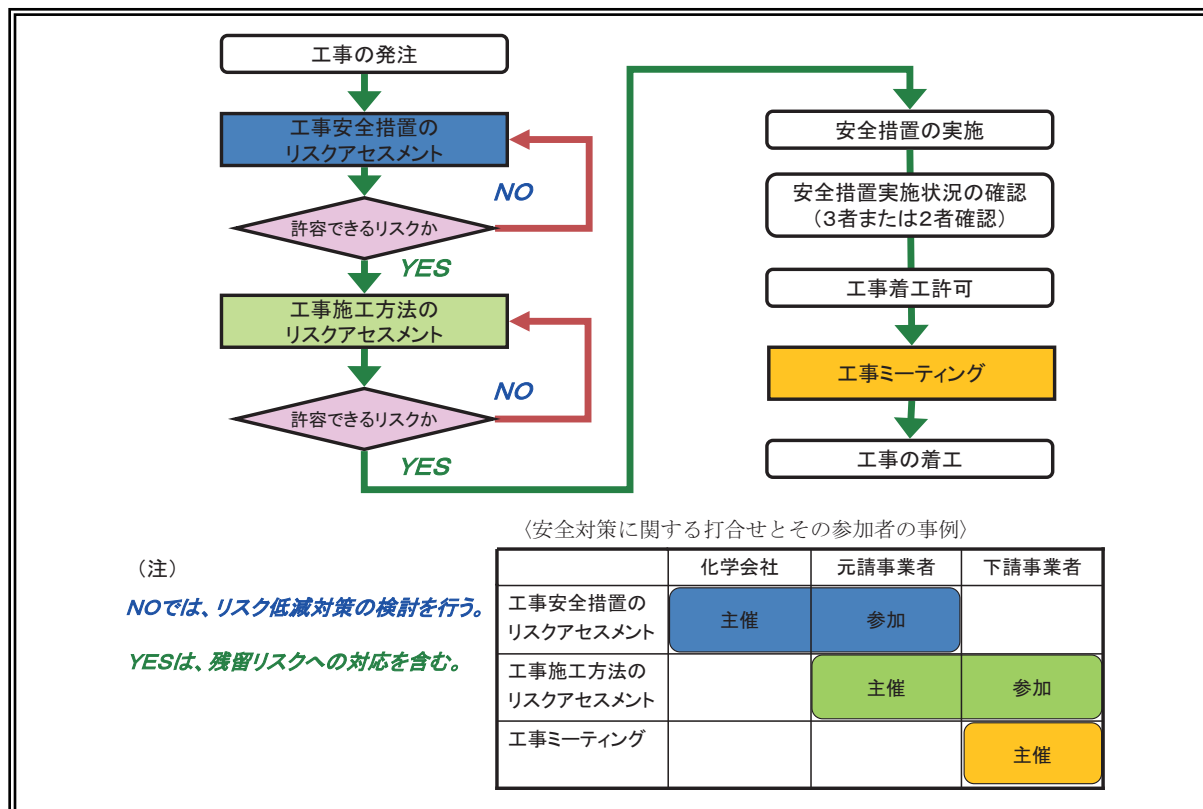 工事の発注
工事安全措置の
リスクアセスメント
NO
許容できるリスクか
YES
工事施工方法の
リスクアセスメント
NO
許容できるリスクか
YES
安全措置の実施
安全措置実施状況の確認
（３者または２者確認）
工事着工許可
工事ミーティング
工事の着工
〈安全対策に関する打合せとその参加者の事例〉
（注）
NOでは、リスク低減対策の検討を行う。
YESは、残留リスクへの対応を含む。
化学会社 元請事業者 下請事業者
工事安全措置の
リスクアセスメント
主催 参加
工事施工方法の
リスクアセスメント
主催 参加
工事ミーティング
主催